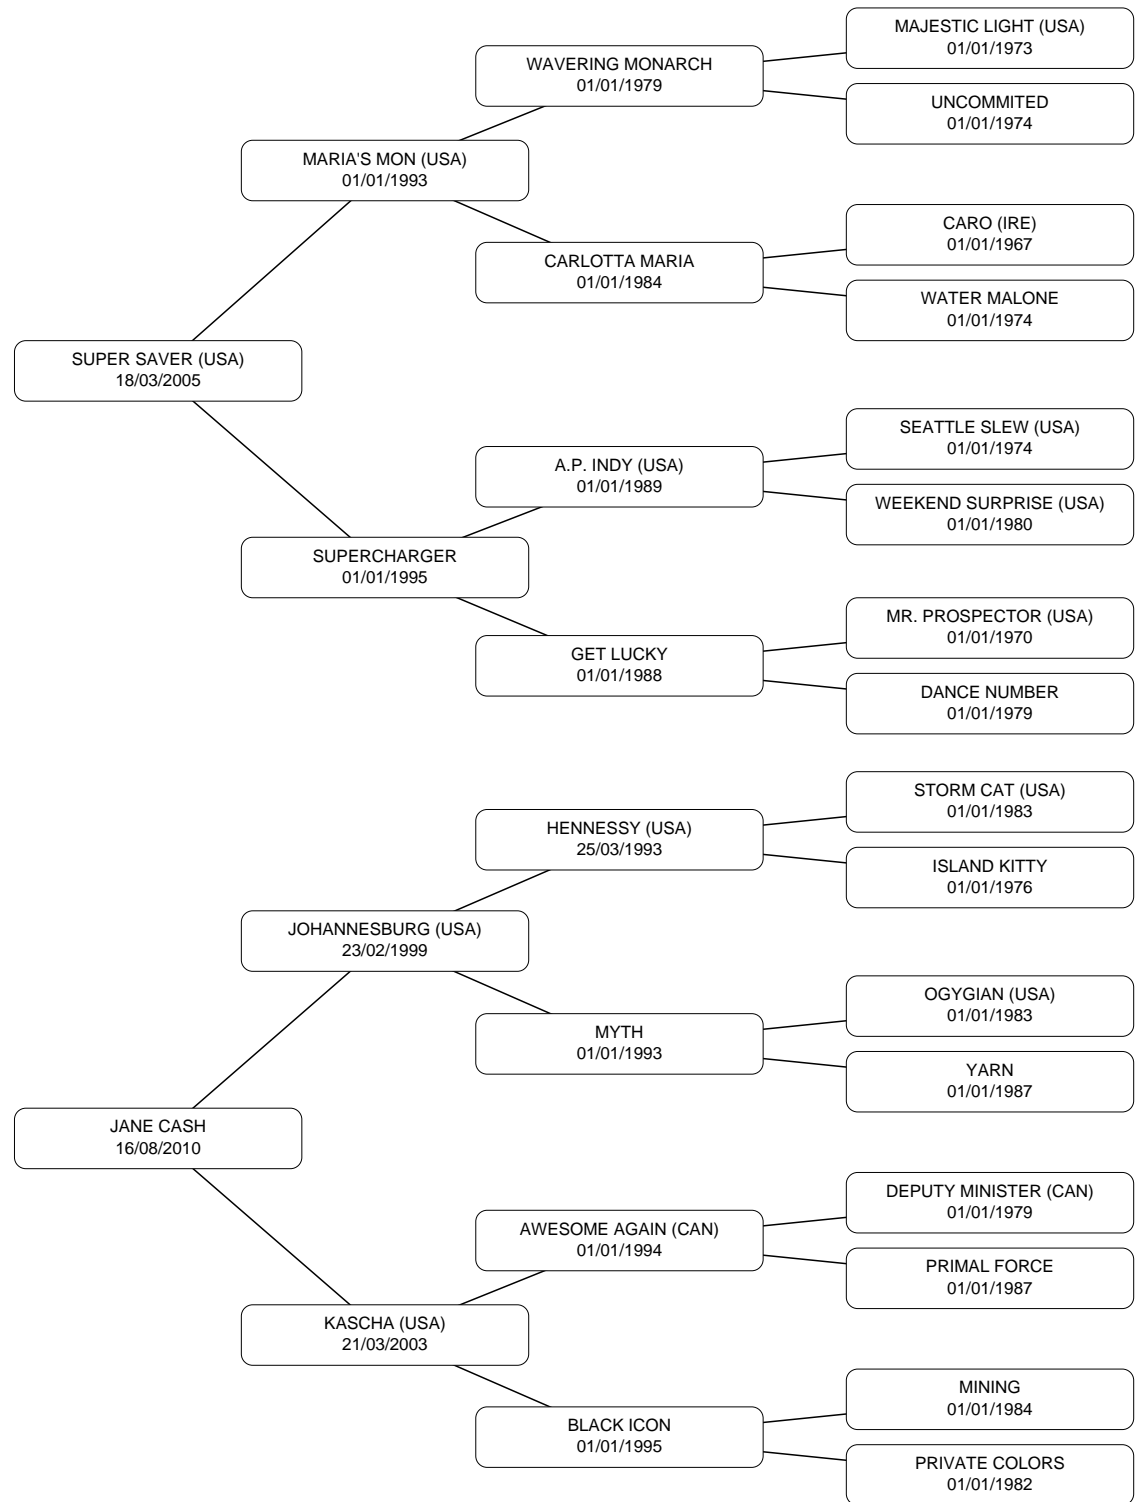 MAJESTIC LIGHT (USA)
01/01/1973
WAVERING MONARCH
01/01/1979
UNCOMMITED
01/01/1974
MARIA'S MON (USA)
01/01/1993
CARO (IRE)
01/01/1967
CARLOTTA MARIA
01/01/1984
WATER MALONE
01/01/1974
SUPER SAVER (USA)
18/03/2005
SEATTLE SLEW (USA)
01/01/1974
A.P. INDY (USA)
01/01/1989
WEEKEND SURPRISE (USA)
01/01/1980
SUPERCHARGER
01/01/1995
MR. PROSPECTOR (USA)
01/01/1970
GET LUCKY
01/01/1988
DANCE NUMBER
01/01/1979
STORM CAT (USA)
01/01/1983
HENNESSY (USA)
25/03/1993
ISLAND KITTY
01/01/1976
JOHANNESBURG (USA)
23/02/1999
OGYGIAN (USA)
01/01/1983
MYTH
01/01/1993
YARN
01/01/1987
JANE CASH
16/08/2010
DEPUTY MINISTER (CAN)
01/01/1979
AWESOME AGAIN (CAN)
01/01/1994
PRIMAL FORCE
01/01/1987
KASCHA (USA)
21/03/2003
MINING
01/01/1984
BLACK ICON
01/01/1995
PRIVATE COLORS
01/01/1982